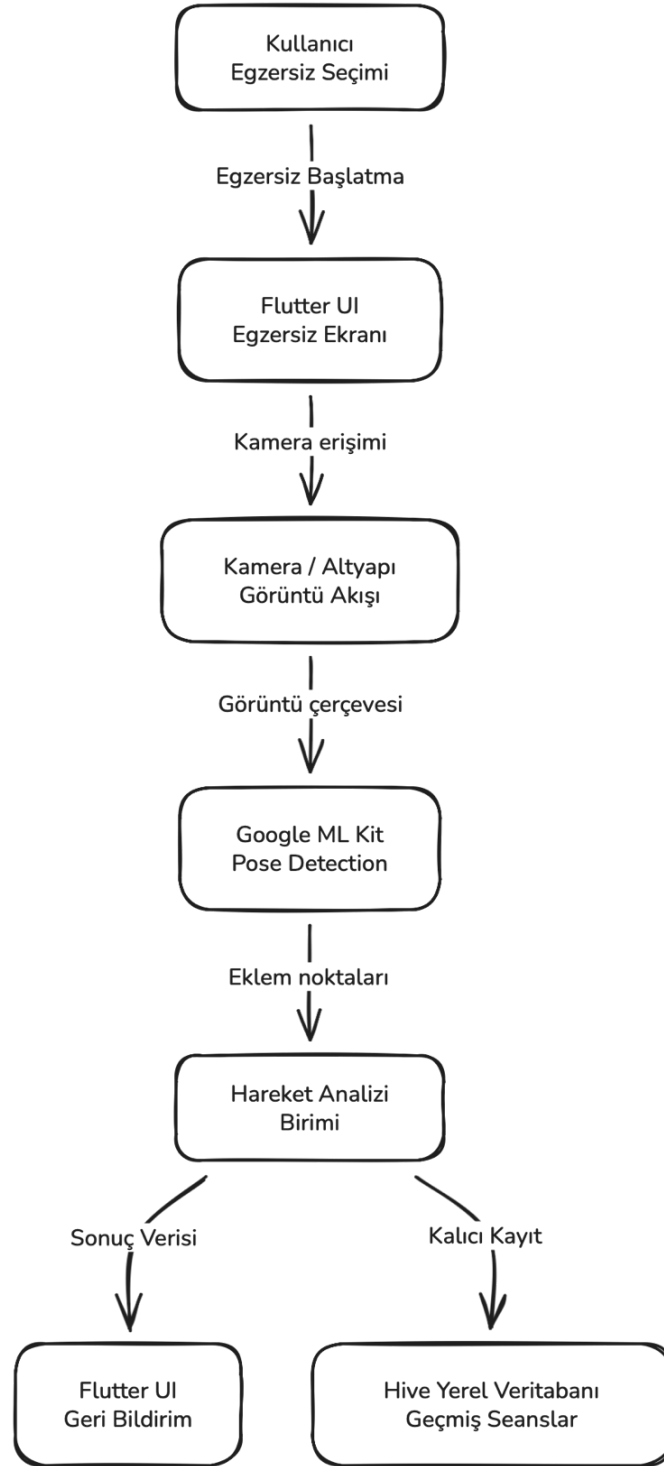 Kullanıcı
Egzersiz Seçimi
Egzersiz Başlatma
Flutter UI
Egzersiz Ekranı
Kamera erişimi
Kamera / Altyapı
Görüntü Akışı
Görüntü çerçevesi
Google ML Kit
Pose Detection
Eklem noktaları
Hareket Analizi
Birimi
Sonuç Verisi
Kalıcı Kayıt
Flutter UI
Geri Bildirim
Hive Yerel Veritabanı
Geçmiş Seanslar